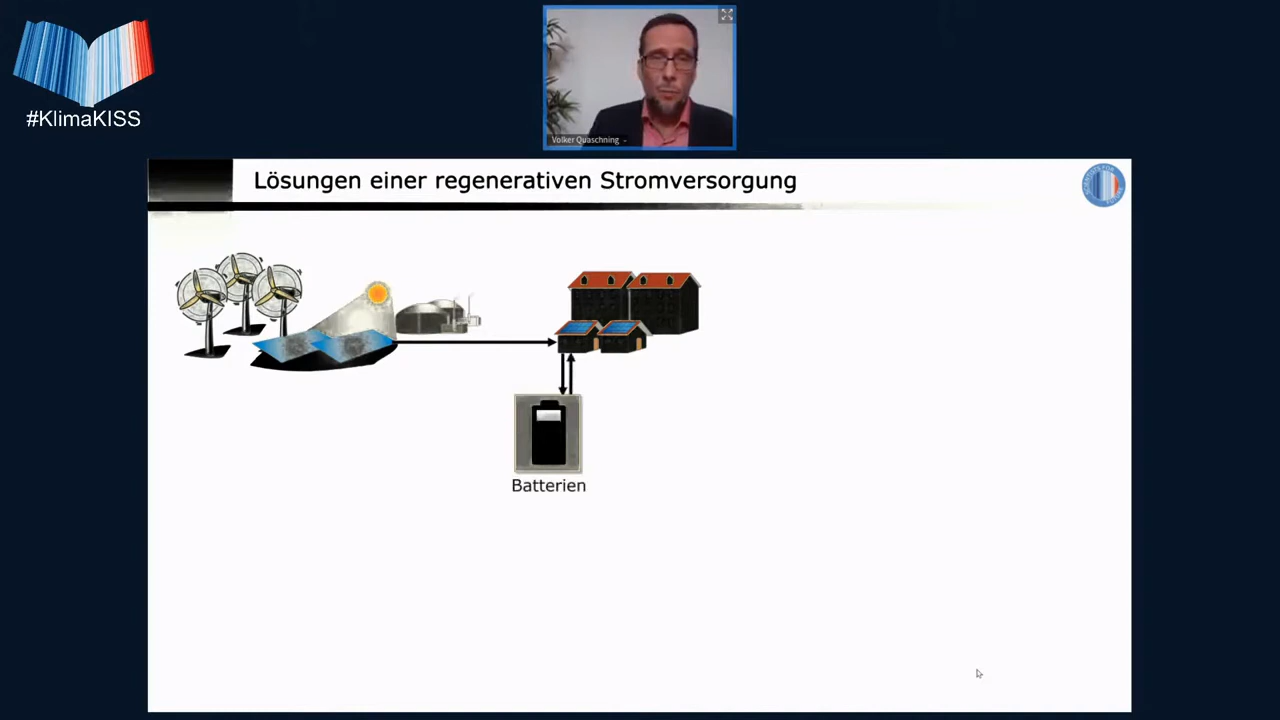 #KlimaKISS
Volker Quaschning
Lösungen einer regenerativen Stromversorgung
Batterien